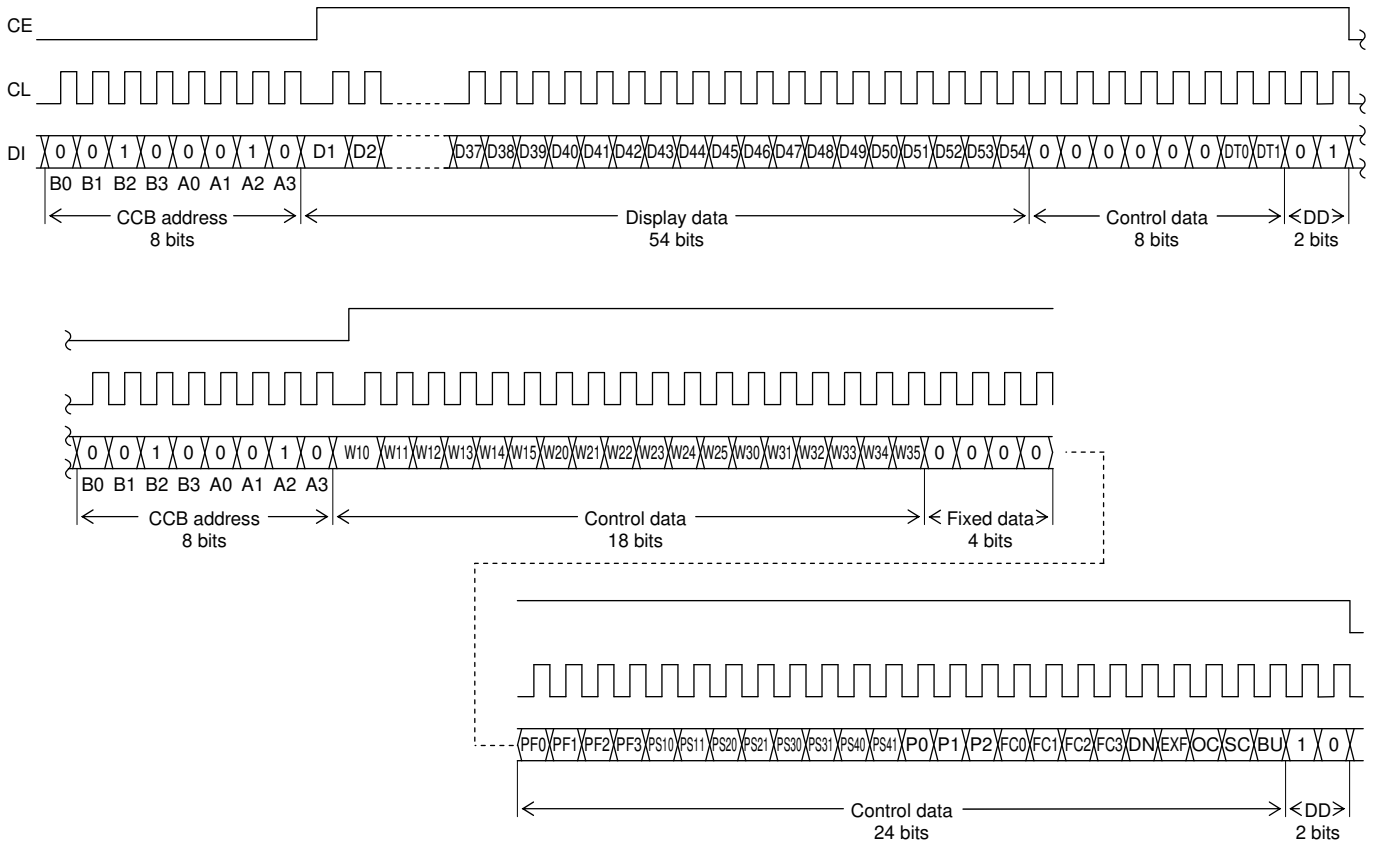 CE
CL
DI 0 0 1 0 0 0 1 0 D1 D2 D37 D38 D39 D40 D41 D42 D43 D44 D45 D46 D47 D48 D49 D50 D51 D52 D53 D54 0 0 0 0 0 0 DT0 DT1 0 1
B0 B1 B2 B3 A0 A1 A2 A3
CCB address Display data Control data DD
8 bits 54 bits 8 bits 2 bits
0 0 1 0 0 0 1 0 W10 W11 W12 W13 W14 W15 W20 W21 W22 W23 W24 W25 W30 W31 W32 W33 W34 W35 0 0 0 0
B0 B1 B2 B3 A0 A1 A2 A3
CCB address Control data Fixed data
8 bits 18 bits 4 bits
PF0 PF1 PF2 PF3 PS10 PS11 PS20 PS21 PS30 PS31 PS40 PS41 P0 P1 P2 FC0 FC1 FC2 FC3 DN EXF OC SC BU 1 0
Control data DD
24 bits 2 bits